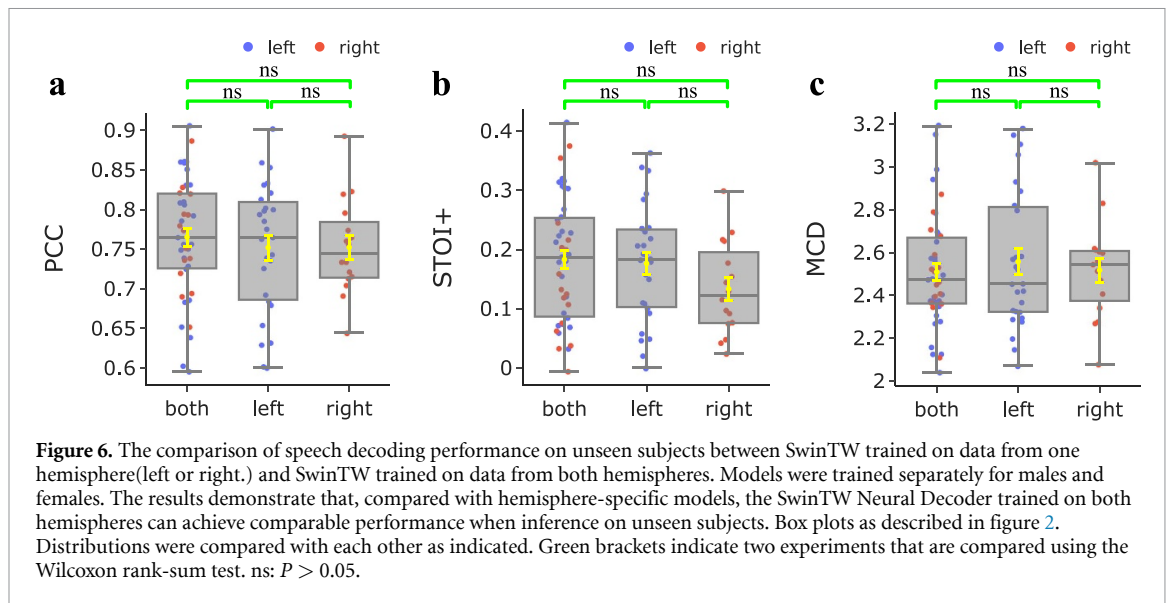 left right
a
ns
ns ns
PCC
0.9
0.85
0.8
0.75
0.7
0.65
0.6
both left right
left right
b
ns
ns ns
STOI+
0.4
0.3
0.2
0.1
0
both left right
left right
c
ns
ns ns
MCD
3.2
3
2.8
2.6
2.4
2.2
2
both left right
Figure 6. The comparison of speech decoding performance on unseen subjects between SwinTW trained on data from one
hemisphere(left or right.) and SwinTW trained on data from both hemispheres. Models were trained separately for males and
females. The results demonstrate that, compared with hemisphere-specific models, the SwinTW Neural Decoder trained on both
hemispheres can achieve comparable performance when inference on unseen subjects. Box plots as described in figure 2.
Distributions were compared with each other as indicated. Green brackets indicate two experiments that are compared using the
Wilcoxon rank-sum test. ns: P > 0.05.